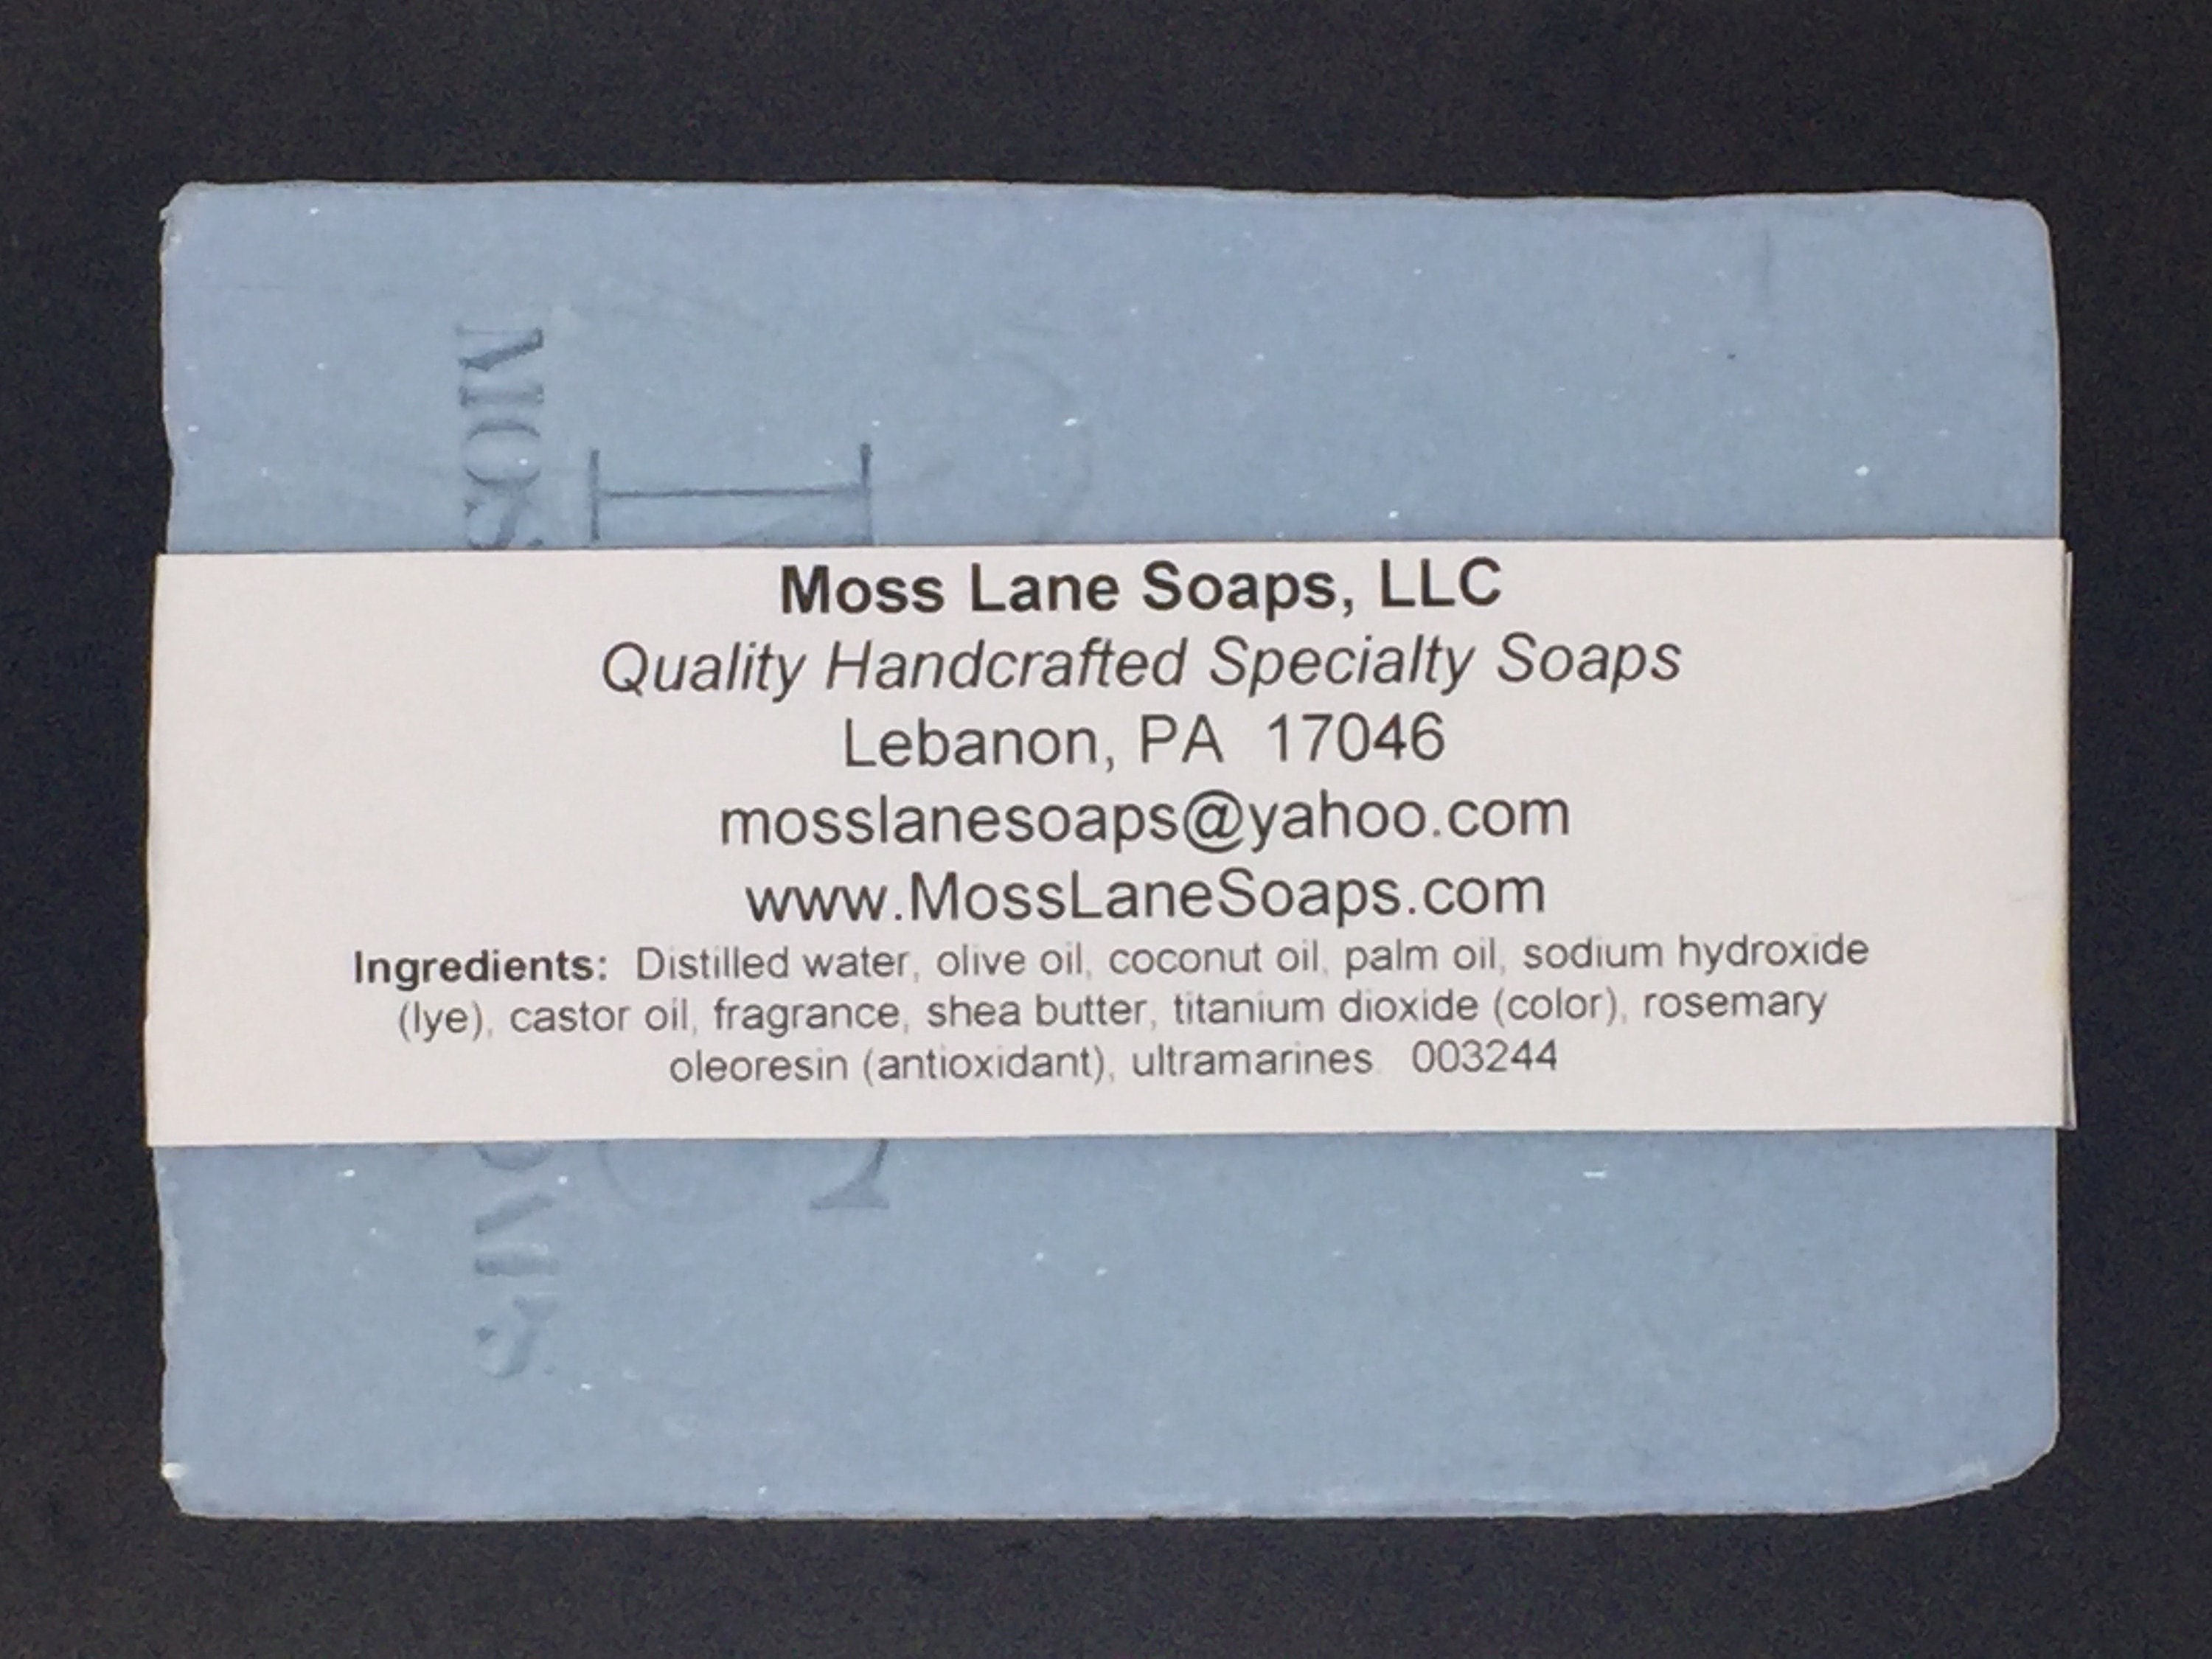 Moss Lane Soaps, LLC
Quality Handcrafted Specialty Soaps
Lebanon, PA 17046
mosslanesoaps@yahoo.com
www.MossLaneSoaps.com
Ingredients: Distilled water, olive oil, coconut oil, palm oil, sodium hydroxide
(lye), castor oil, fragrance, shea butter, titanium dioxide (color), rosemary
oleoresin (antioxidant), ultramarines. 003244